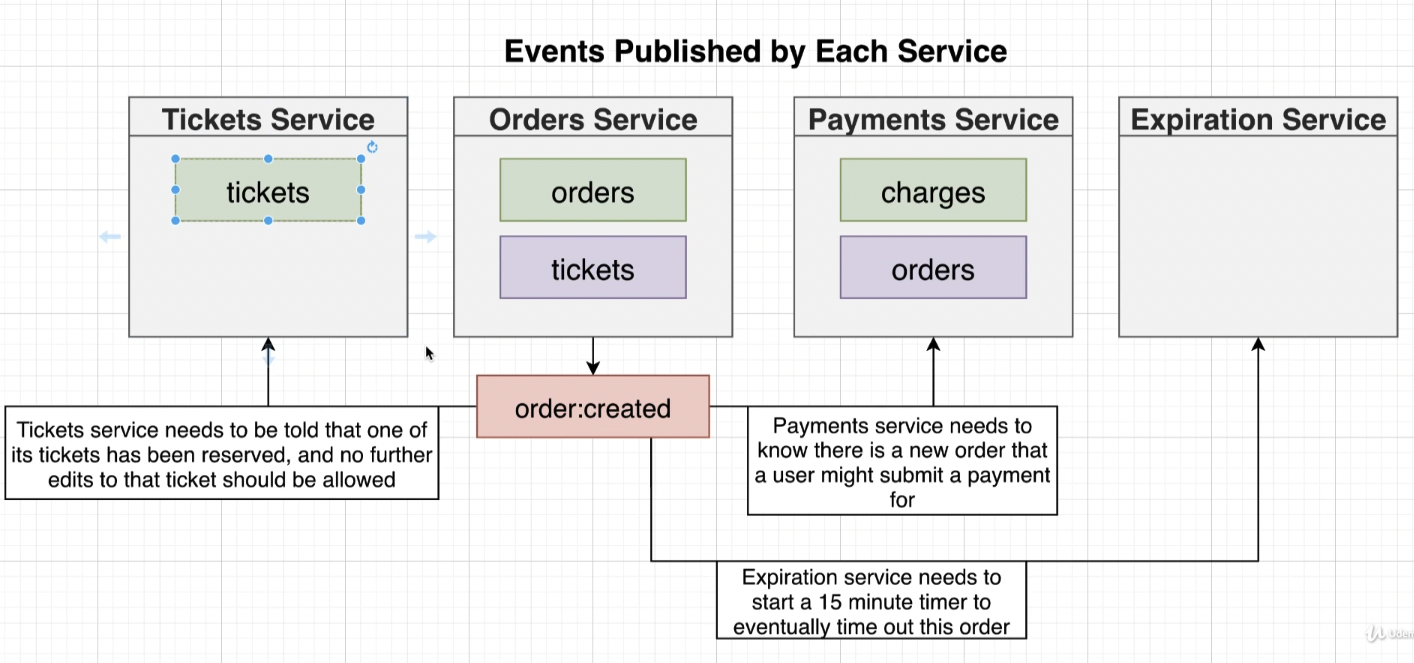 Events Published by Each Service
Tickets Service
Orders Service
Payments Service
Expiration Service
tickets
orders
charges
tickets
orders
order:created
Tickets service needs to be told that one of
its tickets has been reserved, and no further
edits to that ticket should be allowed
Payments service needs to
know there is a new order that
a user might submit a payment
for
Expiration service needs to
start a 15 minute timer to
eventually time out this order